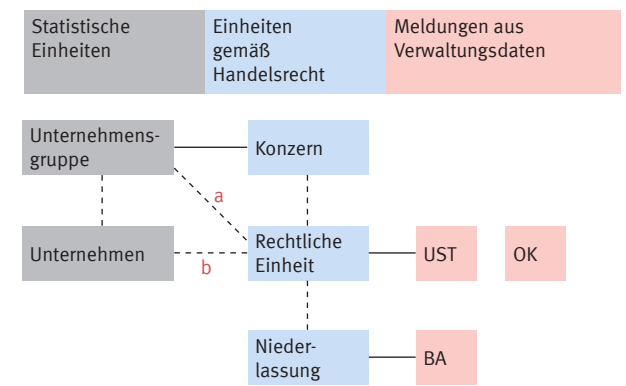 Statistische
Einheiten
Einheiten
gemäß
Handelsrecht
Meldungen aus
Verwaltungsdaten
Unternehmens-
gruppe
Konzern
a
Unternehmen
b
Rechtliche
Einheit
UST
OK
Nieder-
lassung
BA